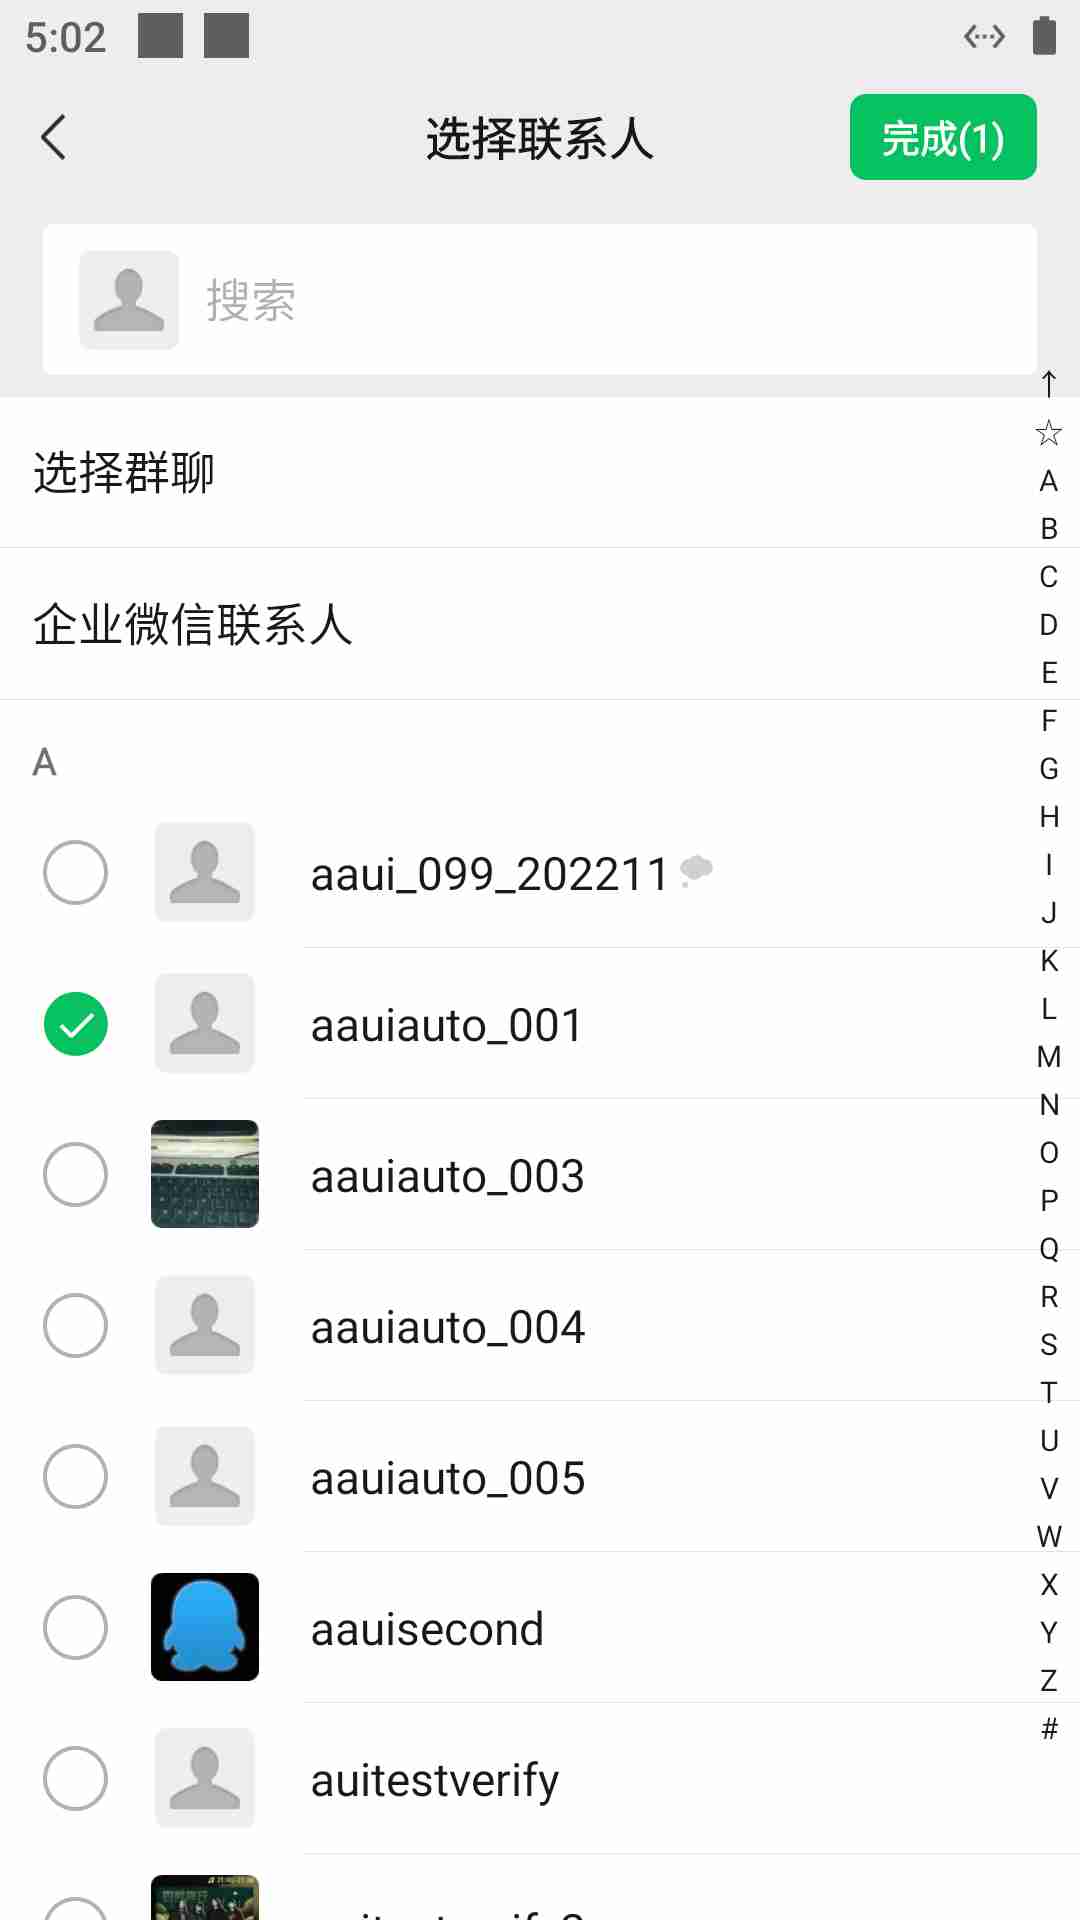 5:02
选择联系人
完成(1)
搜索
↑
☆
选择群聊
企业微信联系人
A
aaui_099_202211
aauiauto_001
aauiauto_003
aauiauto_004
aauiauto_005
aauisecond
auitestverify
A
B
C
D
E
F
G
H
I
J
K
L
M
N
O
P
Q
R
S
T
U
V
W
X
Y
Z
#